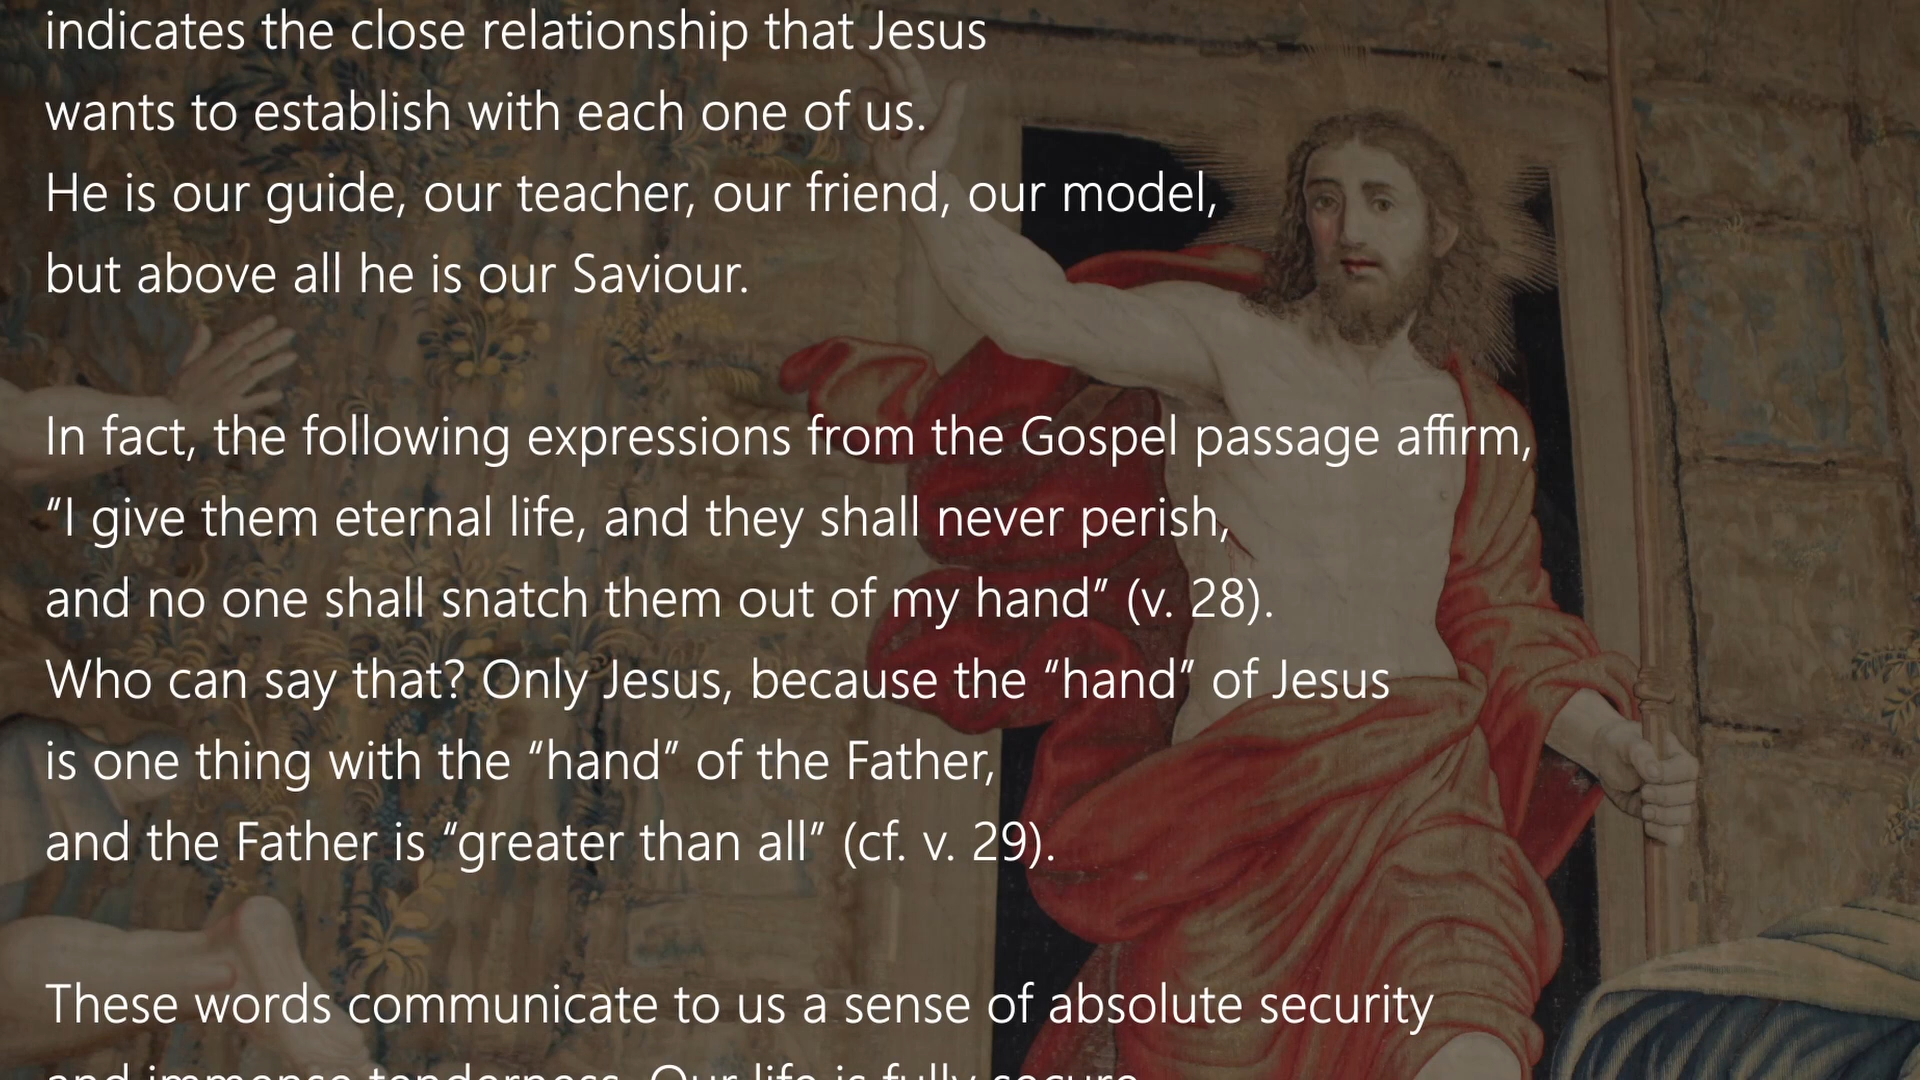 indicates the close relationship that Jesus
wants to establish with each one of us.
He is our guide, our teacher, our friend, our model,
but above all he is our Saviour.
In fact, the following expressions from the Gospel passage affirm,
“I give them eternal life, and they shall never perish,
and no one shall snatch them out of my hand” (v. 28).
Who can say that? Only Jesus, because the “hand” of Jesus
is one thing with the “hand” of the Father,
and the Father is “greater than all” (cf. v. 29).
These words communicate to us a sense of absolute security
and immense tenderness. Our life is fully secure